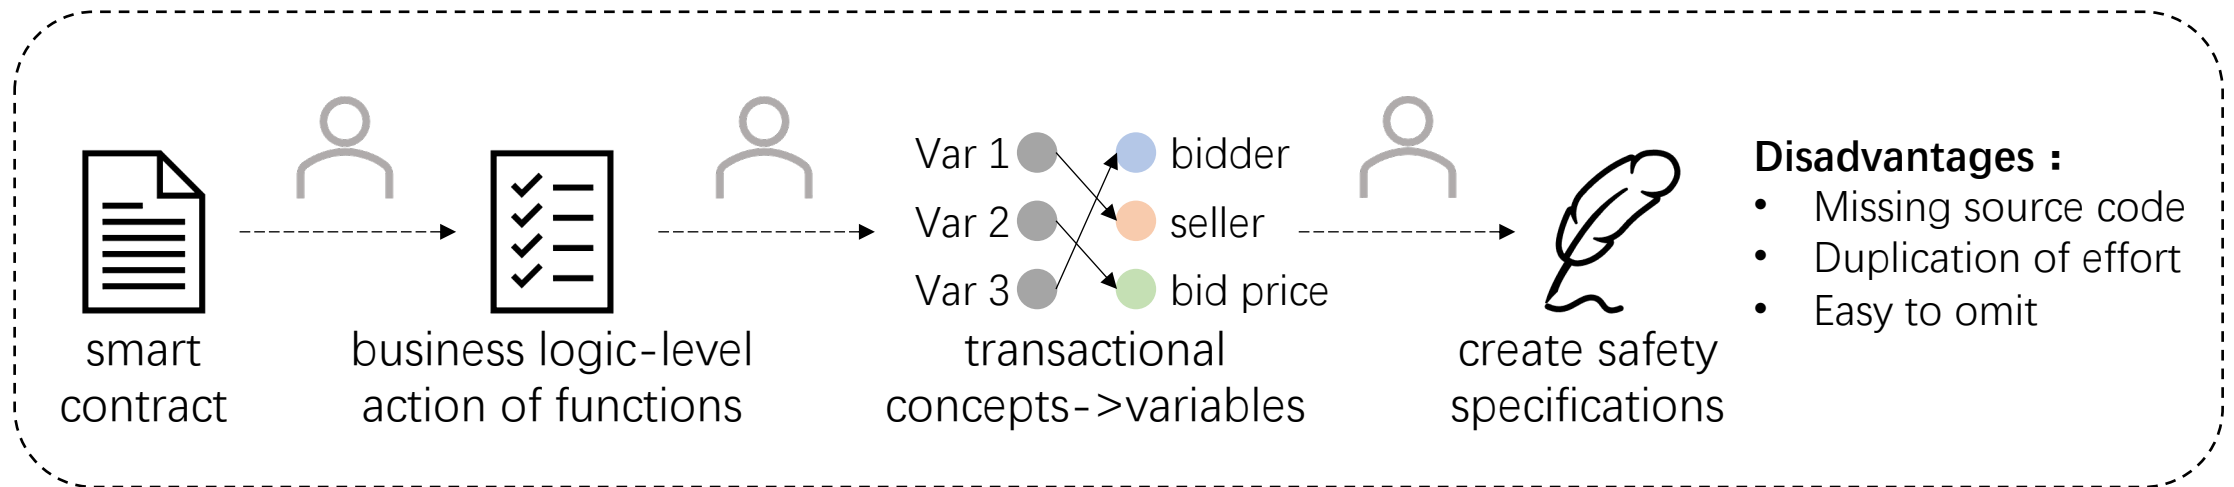 smart
contract
business logic-level
action of functions
Var 1
bidder
Var 2
seller
Var 3
bid price
transactional
concepts->variables
create safety
specifications
Disadvantages：
• Missing source code
• Duplication of effort
• Easy to omit